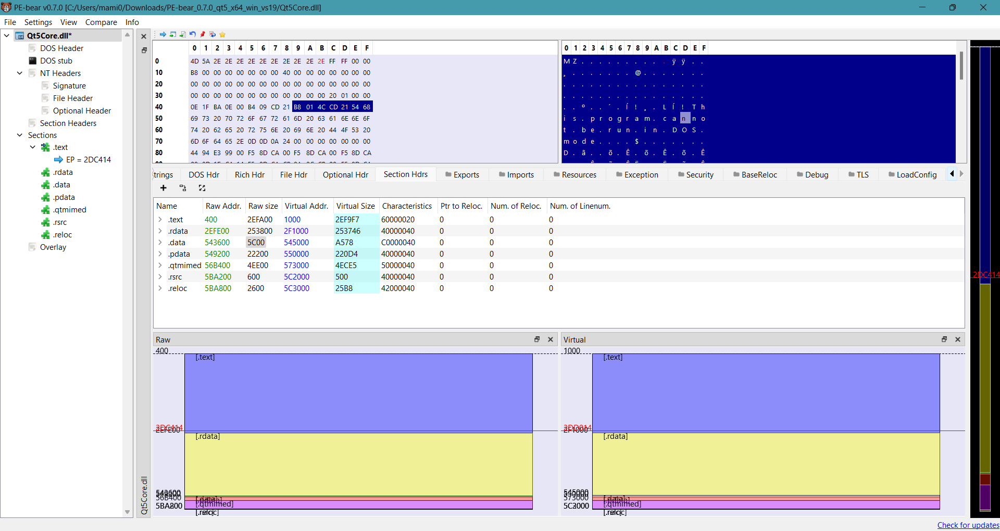 PE-bear v0.7.0 [C:/Users/mami0/Downloads/PE-bear_0.7.0_qt5_x64_win_vs19/Qt5Core.dll]
File Settings View Compare Info
Qt5Core.dll*
DOS Header
DOS stub
NT Headers
Signature
File Header
Optional Header
Section Headers
Sections
.text
EP = 2DC414
.rdata
.data
.pdata
.qtmimed
.rsrc
.reloc
Overlay
Qt5Core.dll
0 1 2 3 4 5 6 7 8 9 A B C D E F
0 4D 5A 2E 2E 2E 2E 2E 2E 2E 2E 2E 2E FF FF 00 00
10 B8 00 00 00 00 00 00 00 40 00 00 00 00 00 00 00
20 00 00 00 00 00 00 00 00 00 00 00 00 00 00 00 00
30 00 00 00 00 00 00 00 00 00 00 00 00 20 01 00 00
40 0E 1F BA 0E 00 B4 09 CD 21 B8 01 4C CD 21 54 68
50 69 73 20 70 72 6F 67 72 61 6D 20 63 61 6E 6E 6F
60 74 20 62 65 20 72 75 6E 20 69 6E 20 44 4F 53 20
70 6D 6F 64 65 2E 0D 0D 0A 24 00 00 00 00 00 00 00
80 44 94 E3 99 00 F5 8D CA 00 F5 8D CA 00 F5 8D CA
0 1 2 3 4 5 6 7 8 9 A B C D E F
M Z . . . . . . . . . . ÿ ÿ . .
¸ . . . . . . . @ . . . . . . .
. . . . . . . . . . . . . . . .
. . . . . . . . . . . . . . . .
. . º . . ´ . Í ! ¸ . L Í ! T h
i s . p r o g r a m . c a n n o
t . b e . r u n . i n . D O S .
m o d e . . . . $ . . . . . . .
D . ã . . õ . Ê . õ . Ê . õ . Ê
trings DOS Hdr Rich Hdr File Hdr Optional Hdr Section Hdrs Exports Imports Resources Exception Security BaseReloc Debug TLS LoadConfig
Name Raw Addr. Raw size Virtual Addr. Virtual Size Characteristics Ptr to Reloc. Num. of Reloc. Num. of Linenum.
.text 400 2EFA00 1000 2EF9F7 60000020 0 0 0
.rdata 2EFE00 253800 2F1000 253746 40000040 0 0 0
.data 543600 5C00 545000 A578 C0000040 0 0 0
.pdata 549200 22200 550000 220D4 40000040 0 0 0
.qtmimed 56B400 4EE00 573000 4ECE5 50000040 0 0 0
.rsrc 5BA200 600 5C2000 500 40000040 0 0 0
.reloc 5BA800 2600 5C3000 25B8 42000040 0 0 0
Raw
400
[.text]
2DC414
2EFE00
[.rdata]
56B400
[.qtmimed]
5BA800
Virtual
1000
[.text]
2DD014
2F1000
[.rdata]
545000
573000
[.qtmimed]
5C2000
2DC414
Check for updates